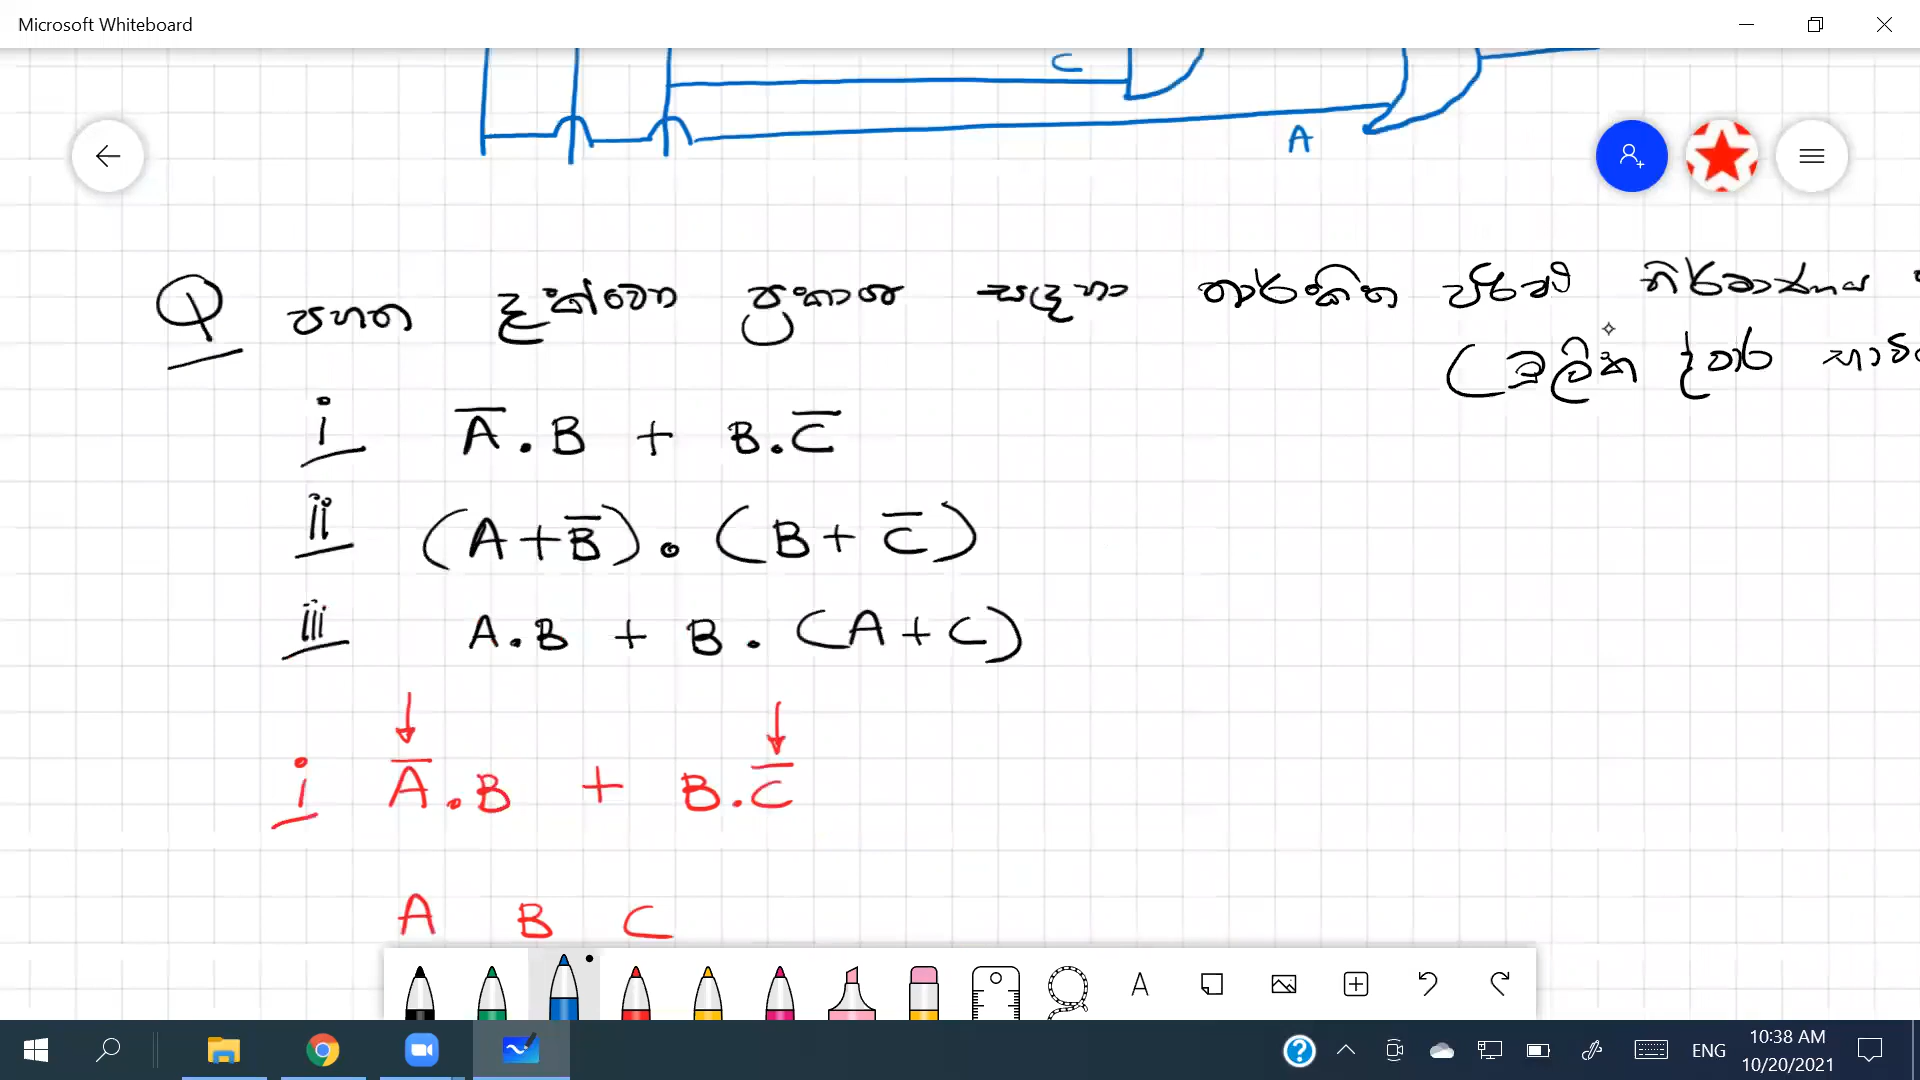 Microsoft Whiteboard
C
A
Q පහත දැක්වෙන ප්‍රකාශ සඳහා තාර්කික පරිපථ නිර්මාණය
(මූලික ද්වාර භාවි
i A̅.B + B.C̅
ii (A+B̅).(B+C̅)
iii A.B + B.(A+C)
i A̅.B + B.C̅
A B C
A
ENG
10:38 AM
10/20/2021